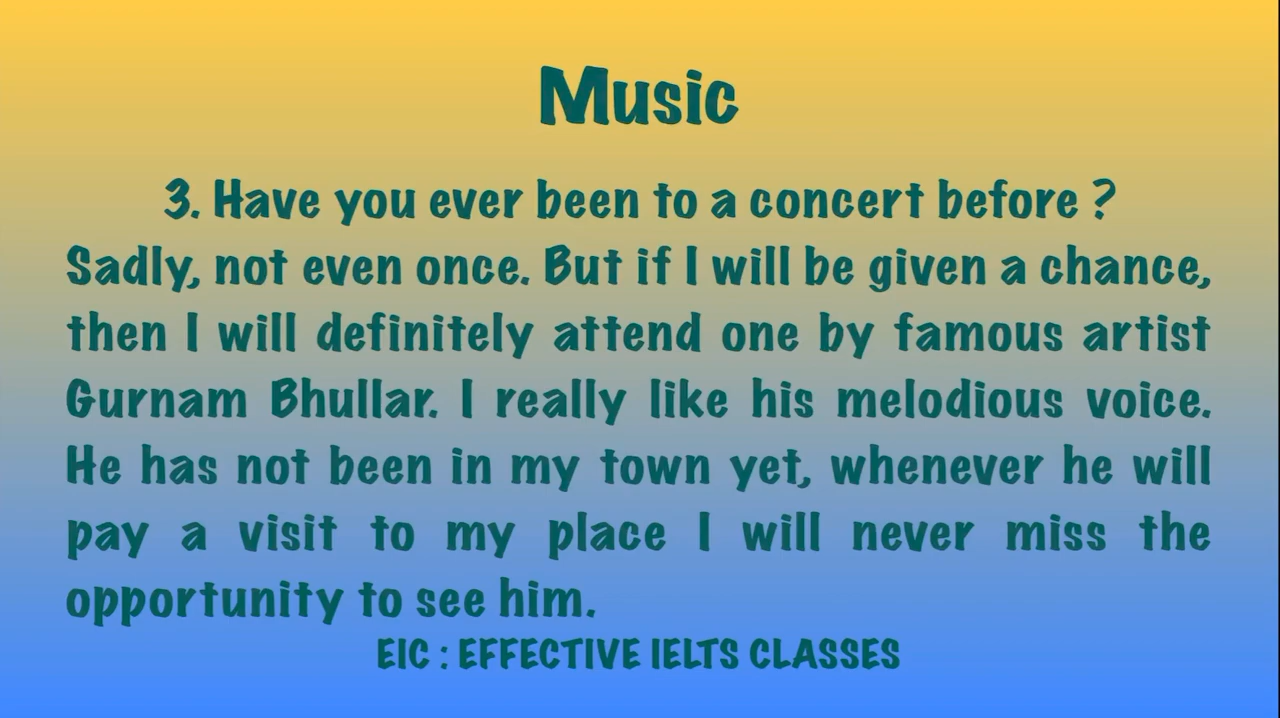 Music
3. Have you ever been to a concert before ?
Sadly, not even once. But if I will be given a chance,
then I will definitely attend one by famous artist
Gurnam Bhullar. I really like his melodious voice.
He has not been in my town yet, whenever he will
pay a visit to my place I will never miss the
opportunity to see him.
EIC : EFFECTIVE IELTS CLASSES